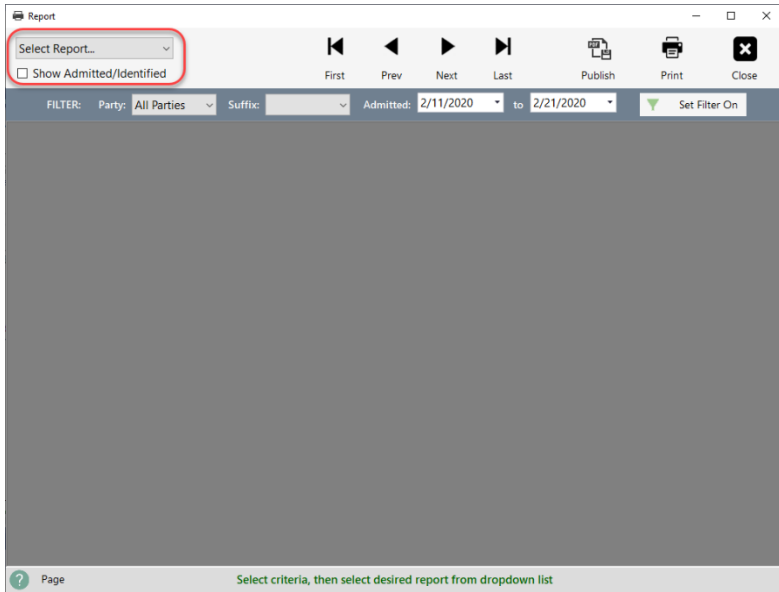 Report
Select Report...
Show Admitted/Identified
First Prev Next Last Publish Print Close
FILTER: Party: All Parties Suffix: Admitted: 2/11/2020 to 2/21/2020 Set Filter On
Page Select criteria, then select desired report from dropdown list